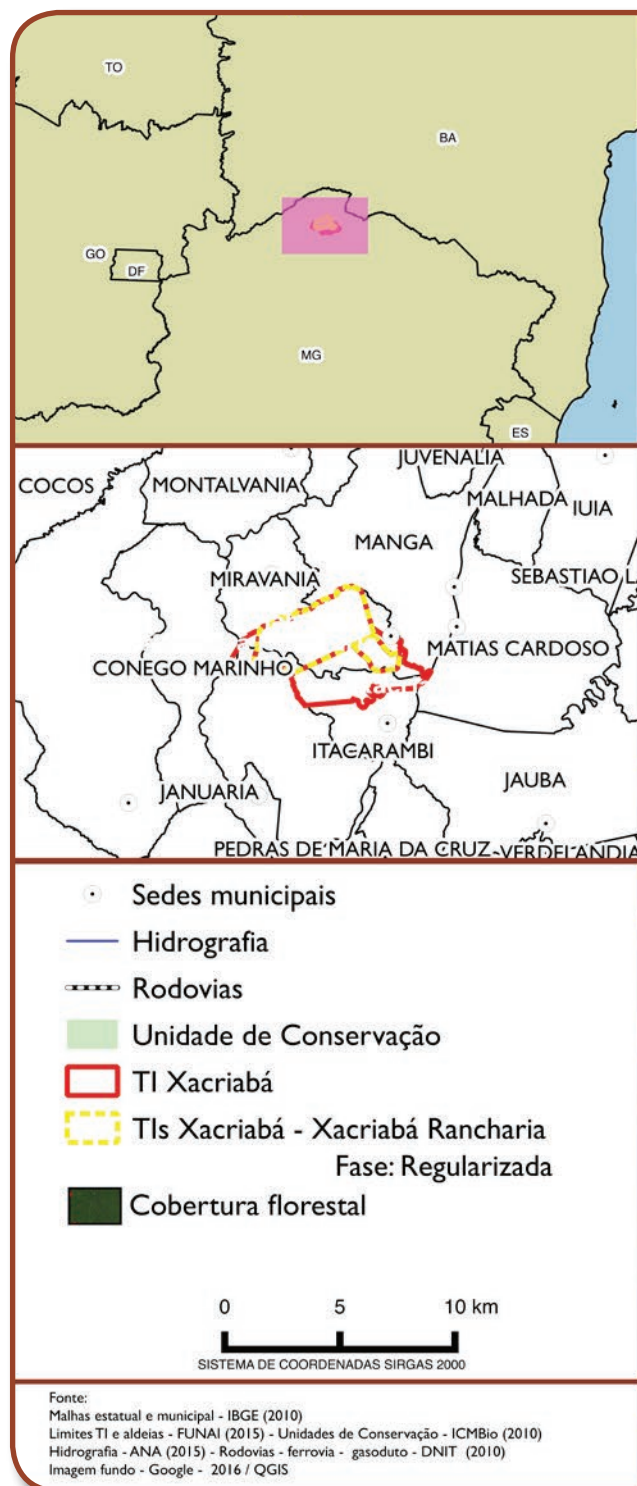 TO
BA
GO
DF
MG
ES
JUVENALIA
COCOS
MONTALVANIA
MALHADA
IUIA
MANGA
MIRAVANIA
SEBASTIAO LA
MATIAS CARDOSO
CONEGO MARINHO
ITACARAMBI
JANUARIA
JAUBA
PEDRAS DE MARIA DA CRUZ
VERDELANDIA
Sedes municipais
Hidrografia
Rodovias
Unidade de Conservação
TI Xacriabá
TIs Xacriabá - Xacriabá Rancharia
Fase: Regularizada
Cobertura florestal
0 5 10 km
SISTEMA DE COORDENADAS SIRGAS 2000
Fonte:
Malhas estatual e municipal - IBGE (2010)
Limites TI e aldeias - FUNAI (2015) - Unidades de Conservação - ICMBio (2010)
Hidrografia - ANA (2015) - Rodovias - ferrovia - gasoduto - DNIT (2010)
Imagem fundo - Google - 2016 / QGIS